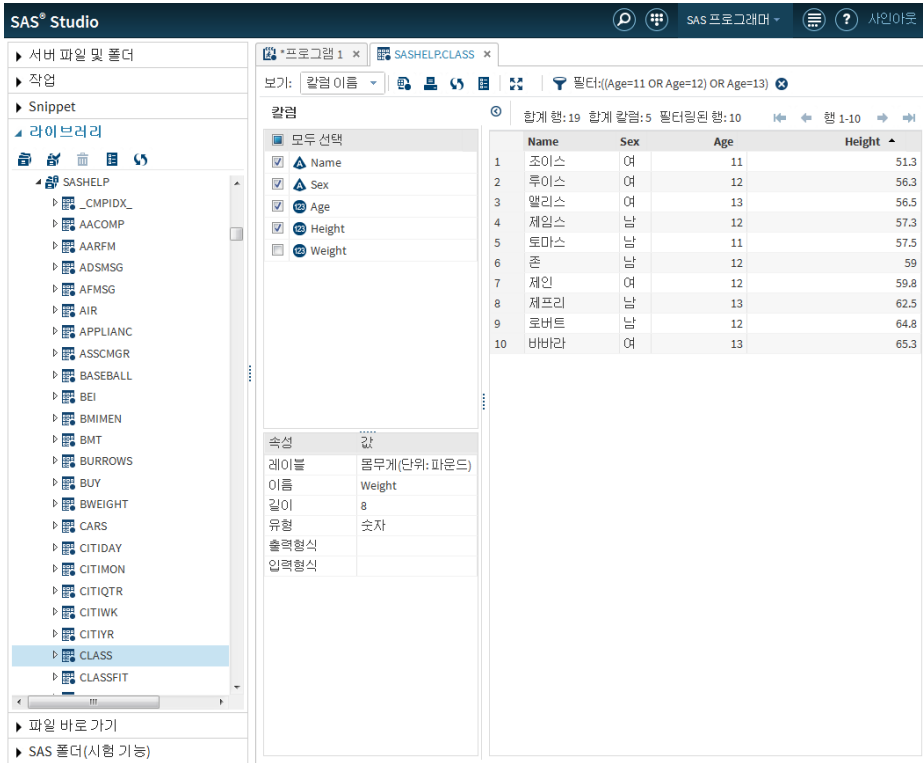 SAS® Studio
SAS 프로그래머
사인아웃
서버 파일 및 폴더
작업
Snippet
라이브러리
SASHELP
_CMPIDX_
AACOMP
AARFM
ADSMSG
AFMSG
AIR
APPLIANC
ASSCMGR
BASEBALL
BEI
BMIMEN
BMT
BURROWS
BUY
BWEIGHT
CARS
CITIDAY
CITIMON
CITIQTR
CITIWK
CITIYR
CLASS
CLASSFIT
파일 바로 가기
SAS 폴더(시험 기능)
*프로그램 1
SASHELP.CLASS
보기: 칼럼 이름
필터:((Age=11 OR Age=12) OR Age=13)
칼럼
모두 선택
Name
Sex
Age
Height
Weight
속성 값
레이블 몸무게(단위: 파운드)
이름 Weight
길이 8
유형 숫자
출력형식
입력형식
합계 행: 19 합계 칼럼: 5 필터링된 행: 10 행 1-10
Name Sex Age Height
1 조이스 여 11 51.3
2 루이스 여 12 56.3
3 앨리스 여 13 56.5
4 제임스 남 12 57.3
5 토마스 남 11 57.5
6 존 남 12 59
7 제인 여 12 59.8
8 제프리 남 13 62.5
9 로버트 남 12 64.8
10 바바라 여 13 65.3